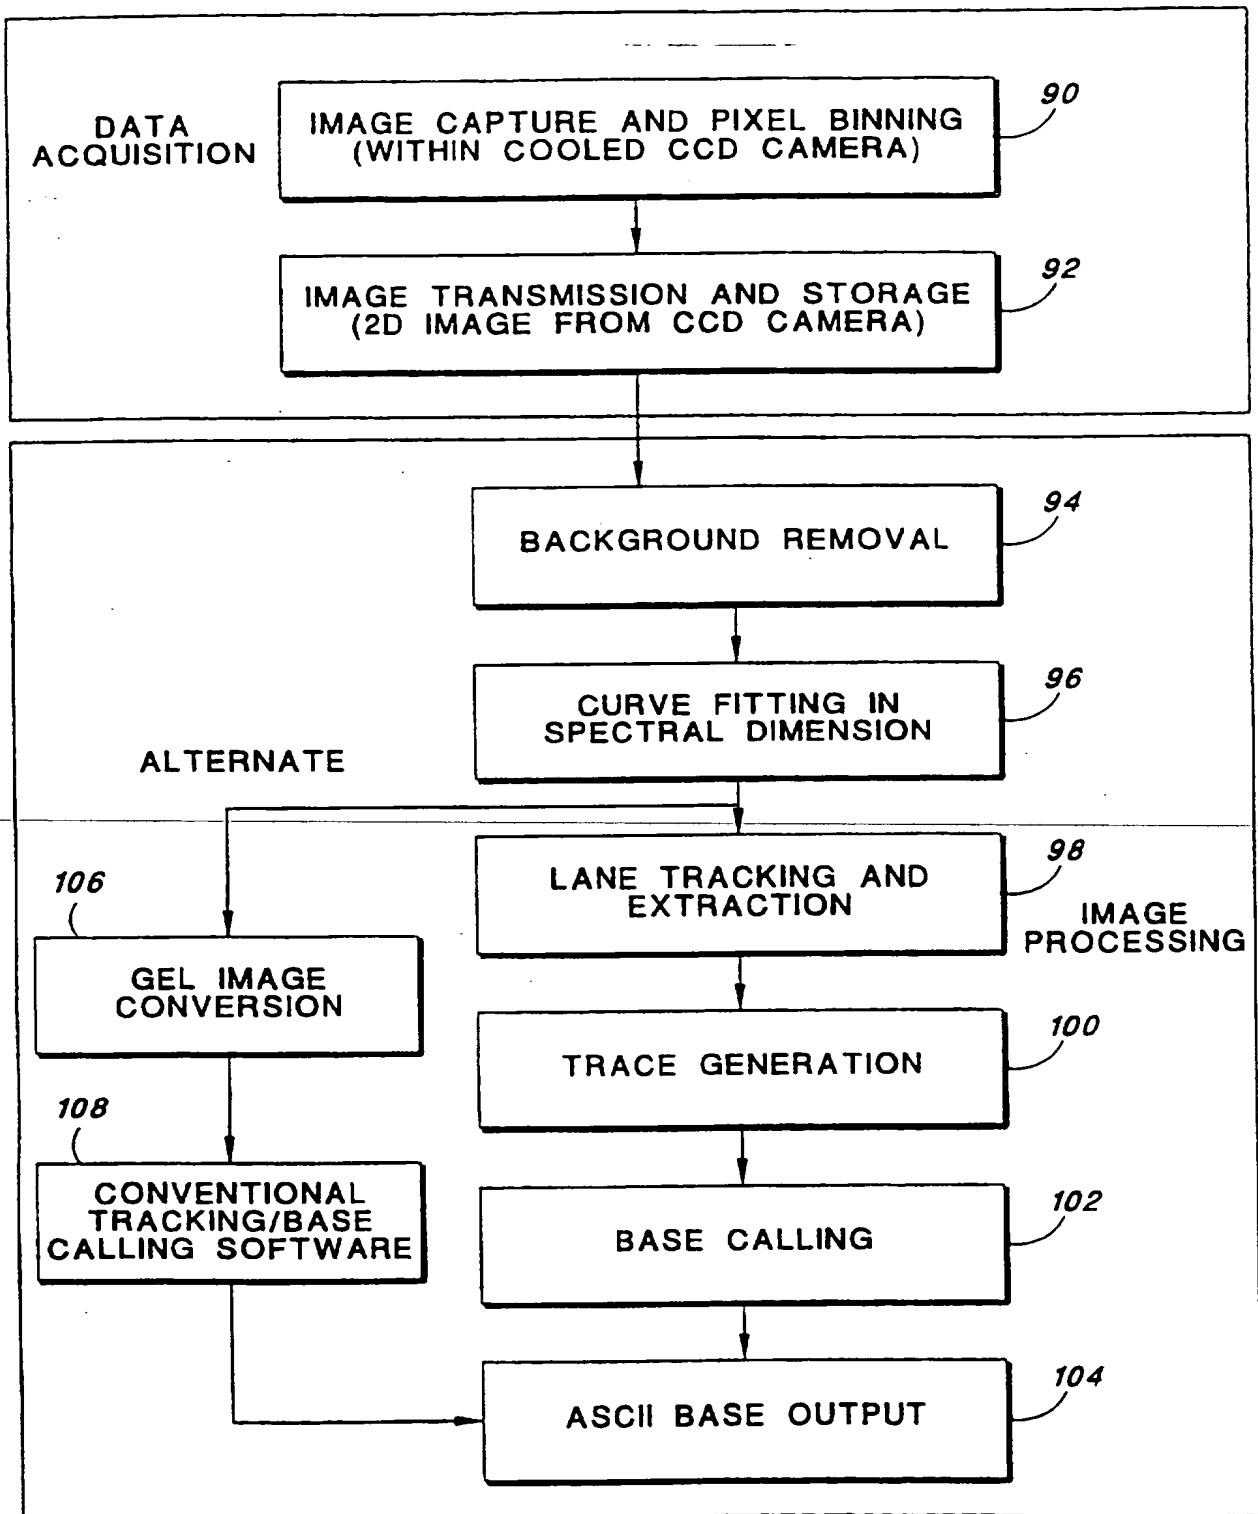 DATA
ACQUISITION
IMAGE CAPTURE AND PIXEL BINNING
(WITHIN COOLED CCD CAMERA)
90
IMAGE TRANSMISSION AND STORAGE
(2D IMAGE FROM CCD CAMERA)
92
BACKGROUND REMOVAL
94
CURVE FITTING IN
SPECTRAL DIMENSION
96
ALTERNATE
LANE TRACKING AND
EXTRACTION
98
IMAGE
PROCESSING
106
GEL IMAGE
CONVERSION
TRACE GENERATION
100
108
CONVENTIONAL
TRACKING/BASE
CALLING SOFTWARE
BASE CALLING
102
ASCII BASE OUTPUT
104